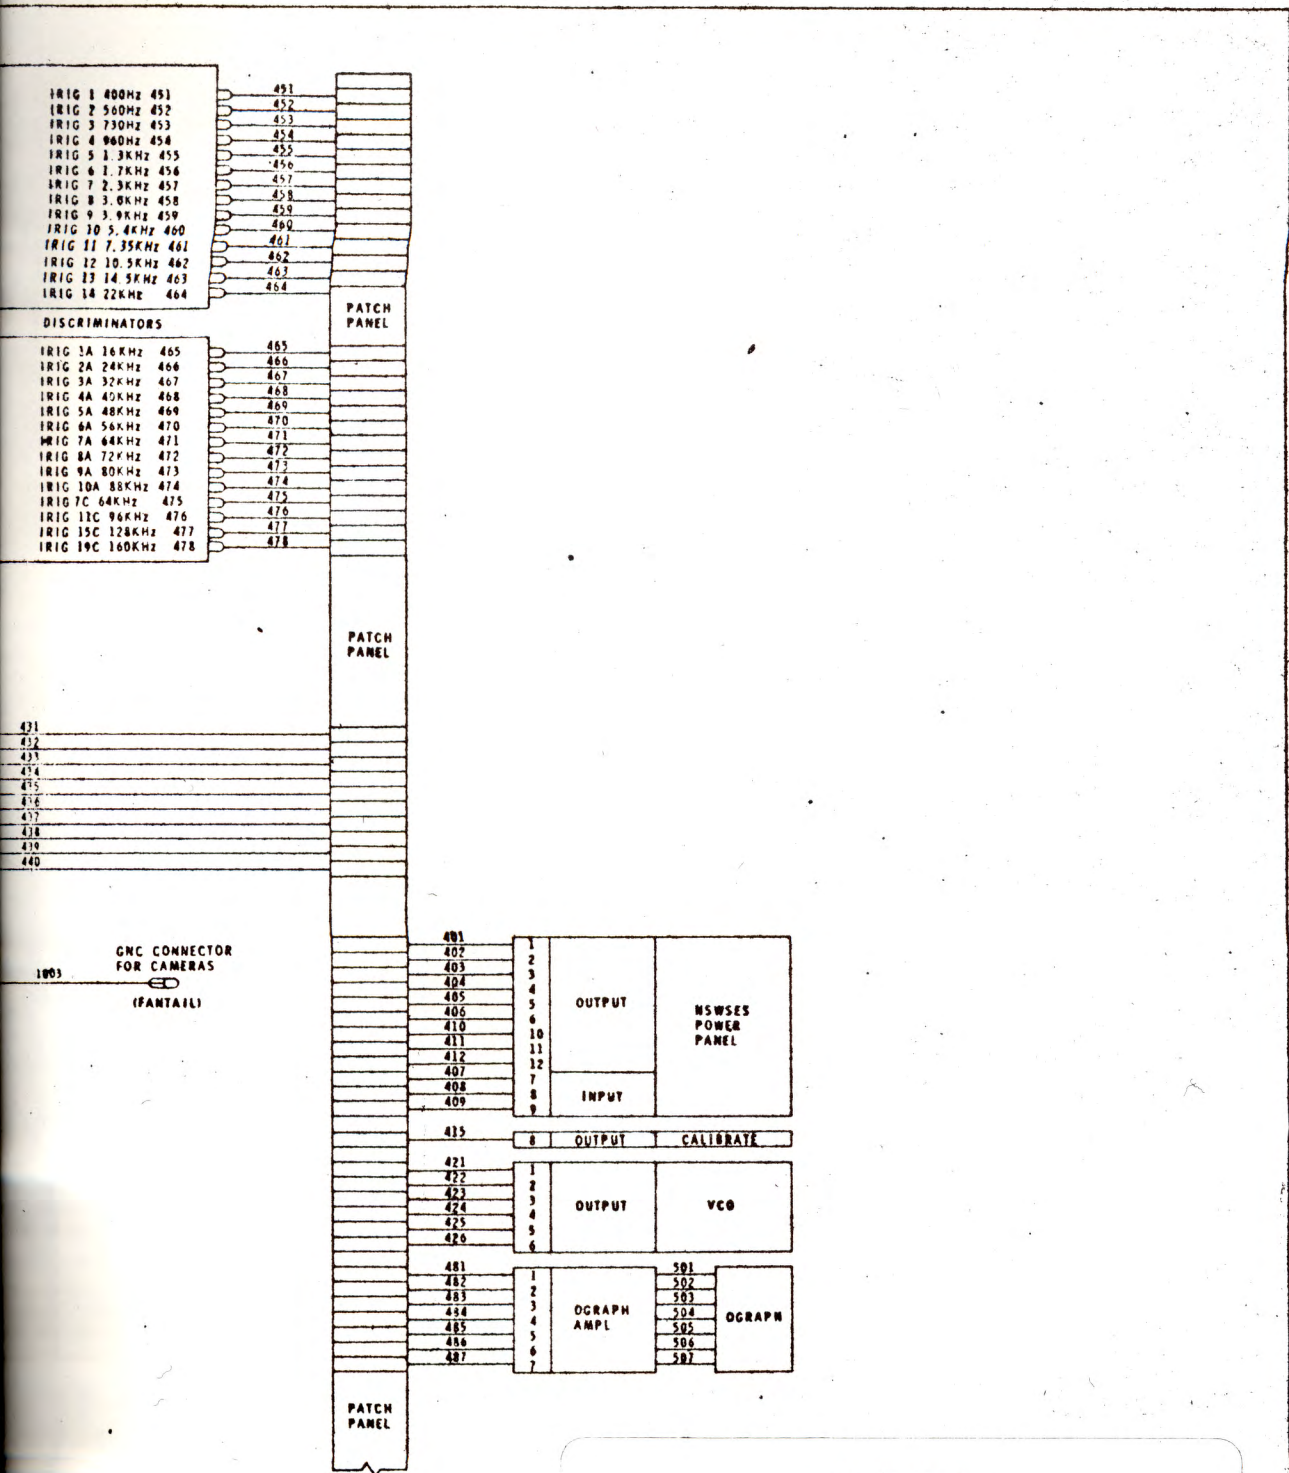 IRIG 1 400Hz 451
IRIG 2 560Hz 452
IRIG 3 730Hz 453
IRIG 4 960Hz 454
IRIG 5 1.3KHz 455
IRIG 6 1.7KHz 456
IRIG 7 2.3KHz 457
IRIG 8 3.0KHz 458
IRIG 9 3.9KHz 459
IRIG 10 5.4KHz 460
IRIG 11 7.35KHz 461
IRIG 12 10.5KHz 462
IRIG 13 14.5KHz 463
IRIG 14 22KHz 464
451
452
453
454
455
456
457
458
459
460
461
462
463
464
PATCH
PANEL
DISCRIMINATORS
IRIG 1A 16KHz 465
IRIG 2A 24KHz 466
IRIG 3A 32KHz 467
IRIG 4A 40KHz 468
IRIG 5A 48KHz 469
IRIG 6A 56KHz 470
IRIG 7A 64KHz 471
IRIG 8A 72KHz 472
IRIG 9A 80KHz 473
IRIG 10A 88KHz 474
IRIG 7C 64KHz 475
IRIG 11C 96KHz 476
IRIG 15C 128KHz 477
IRIG 19C 160KHz 478
465
466
467
468
469
470
471
472
473
474
475
476
477
478
PATCH
PANEL
431
432
433
434
435
436
437
438
439
440
1003
GNC CONNECTOR
FOR CAMERAS
(FANTAIL)
401 1
402 2
403 3
404 4
405 5
406 6
410 10
411 11
412 12
407 7
408 8
409 9
OUTPUT
INPUT
NSWSES
POWER
PANEL
415 8 OUTPUT CALIBRATE
421 1
422 2
423 3
424 4
425 5
426 6
OUTPUT
VCO
481 1
482 2
483 3
484 4
485 5
486 6
487 7
OGRAPH
AMPL
501
502
503
504
505
506
507
OGRAPH
PATCH
PANEL